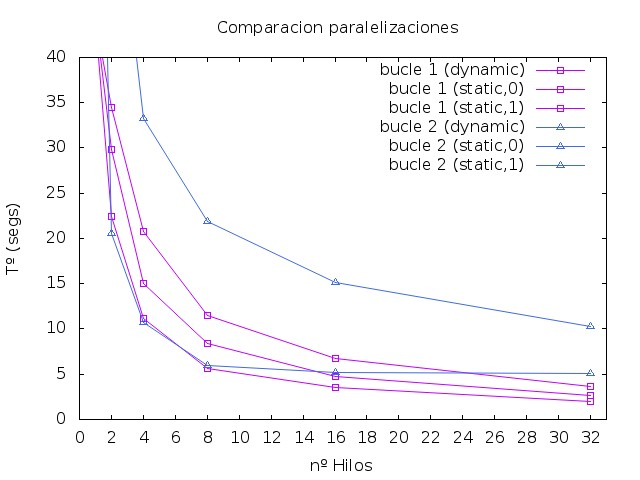 Comparacion paralelizaciones
40
35
30
25
20
15
10
5
0
Tº (segs)
bucle 1 (dynamic)
bucle 1 (static,0)
bucle 1 (static,1)
bucle 2 (dynamic)
bucle 2 (static,0)
bucle 2 (static,1)
0 2 4 6 8 10 12 14 16 18 20 22 24 26 28 30 32
nº Hilos